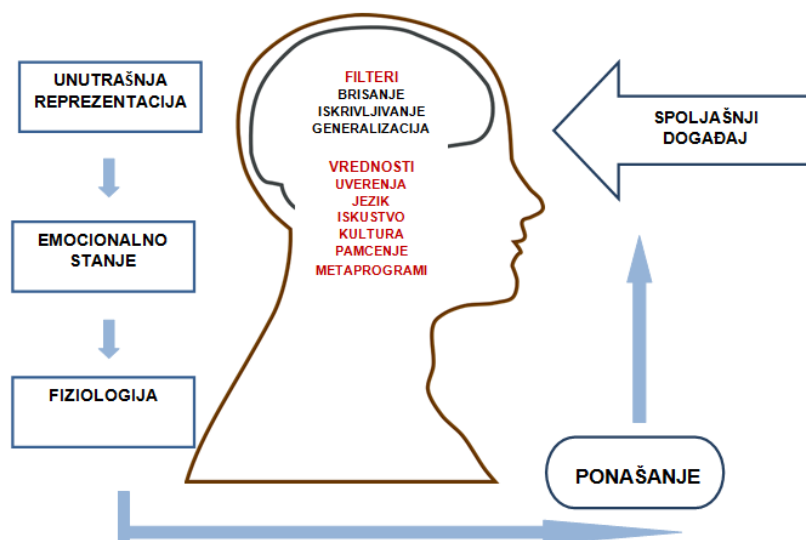 UNUTRAŠNJA
REPREZENTACIJA
EMOCIONALNO
STANJE
FIZIOLOGIJA
FILTERI
BRISANJE
ISKRIVLJIVANJE
GENERALIZACIJA
VREDNOSTI
UVERENJA
JEZIK
ISKUSTVO
KULTURA
PAMCENJE
METAPROGRAMI
SPOLJAŠNJI
DOGAĐAJ
PONAŠANJE